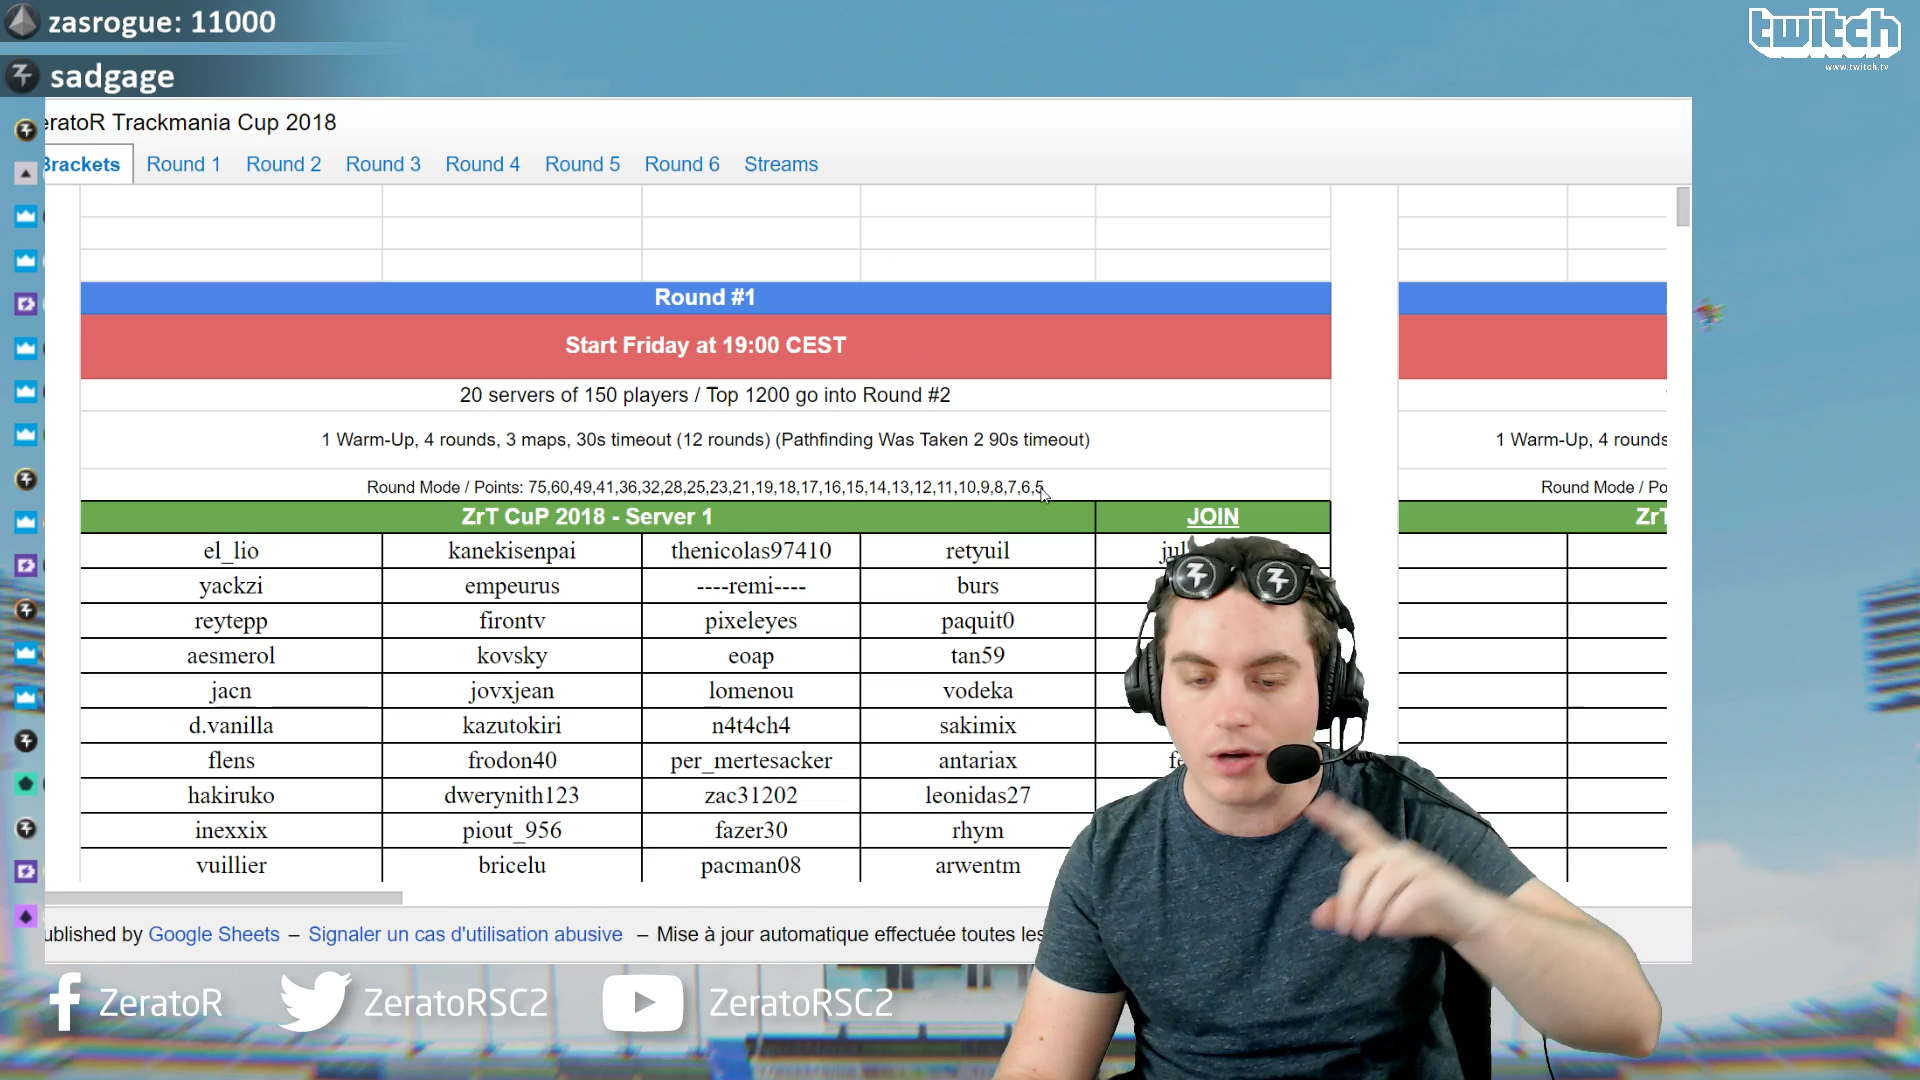 zasrogue: 11000
twitch
www.twitch.tv
sadgage
eratoR Trackmania Cup 2018
Brackets Round 1 Round 2 Round 3 Round 4 Round 5 Round 6 Streams
Round #1
Start Friday at 19:00 CEST
20 servers of 150 players / Top 1200 go into Round #2
1 Warm-Up, 4 rounds, 3 maps, 30s timeout (12 rounds) (Pathfinding Was Taken 2 90s timeout)
1 Warm-Up, 4 rounds
Round Mode / Points: 75,60,49,41,36,32,28,25,23,21,19,18,17,16,15,14,13,12,11,10,9,8,7,6,5
Round Mode / Po
ZrT CuP 2018 - Server 1 JOIN
ZrT
el_lio kanekisenpai thenicolas97410 retyuil jul
yackzi empeurus ----remi---- burs
reytepp firontv pixeleyes paquit0
aesmerol kovsky eoap tan59
jacn jovxjean lomenou vodeka
d.vanilla kazutokiri n4t4ch4 sakimix
flens frodon40 per_mertesacker antariax fe
hakiruko dwerynith123 zac31202 leonidas27
inexxix piout_956 fazer30 rhym
vuillier bricelu pacman08 arwentm
ublished by Google Sheets – Signaler un cas d'utilisation abusive – Mise à jour automatique effectuée toutes les
ZeratoR ZeratoRSC2 ZeratoRSC2